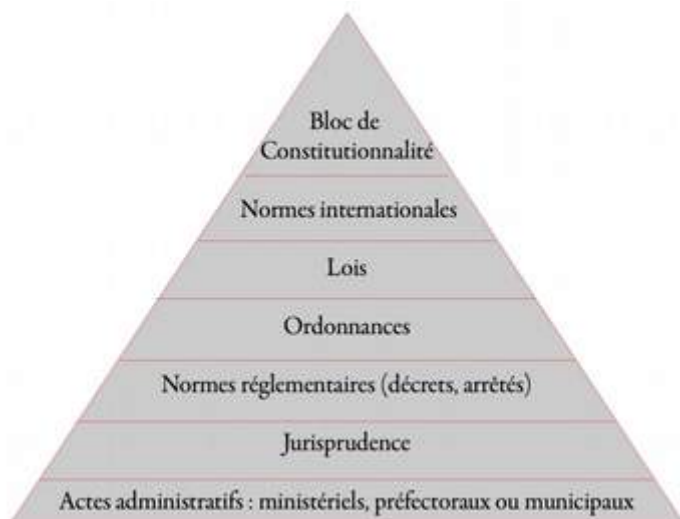 Bloc de
Constitutionnalité
Normes internationales
Lois
Ordonnances
Normes réglementaires (décrets, arrêtés)
Jurisprudence
Actes administratifs : ministériels, préfectoraux ou municipaux